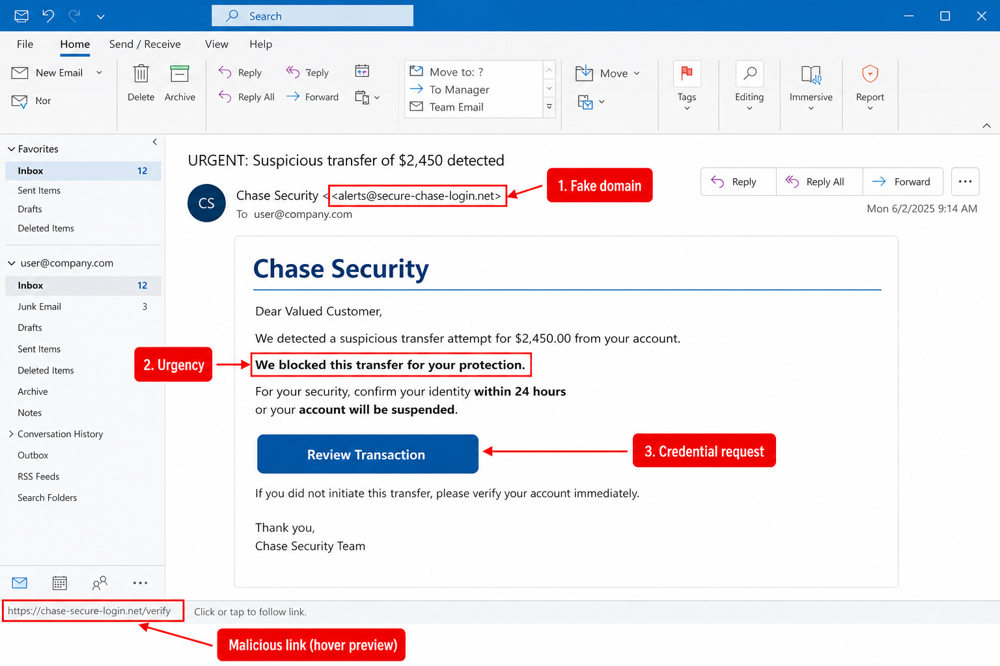 Search
File Home Send / Receive View Help
New Email
Kor
Delete
Archive
Reply
Reply All
Reply
Forward
Move to: ?
To Manager
Team Email
Move
Tags
Editing
Immersive
Report
Favorites
Inbox 12
Sent Items
Drafts
Deleted Items
user@company.com
Inbox 12
Junk Email 3
Drafts
Sent Items
Deleted Items
Archive
Notes
Conversation History
Outbox
RSS Feeds
Search Folders
URGENT: Suspicious transfer of $2,450 detected
CS
Chase Security < <alerts@secure-chase-login.net>
To user@company.com
1. Fake domain
Reply
Reply All
Forward
Mon 6/2/2025 9:14 AM
Chase Security
Dear Valued Customer,
We detected a suspicious transfer attempt for $2,450.00 from your account.
2. Urgency
We blocked this transfer for your protection.
For your security, confirm your identity within 24 hours
or your account will be suspended.
Review Transaction
3. Credential request
If you did not initiate this transfer, please verify your account immediately.
Thank you,
Chase Security Team
https://chase-secure-login.net/verify
Click or tap to follow link.
Malicious link (hover preview)